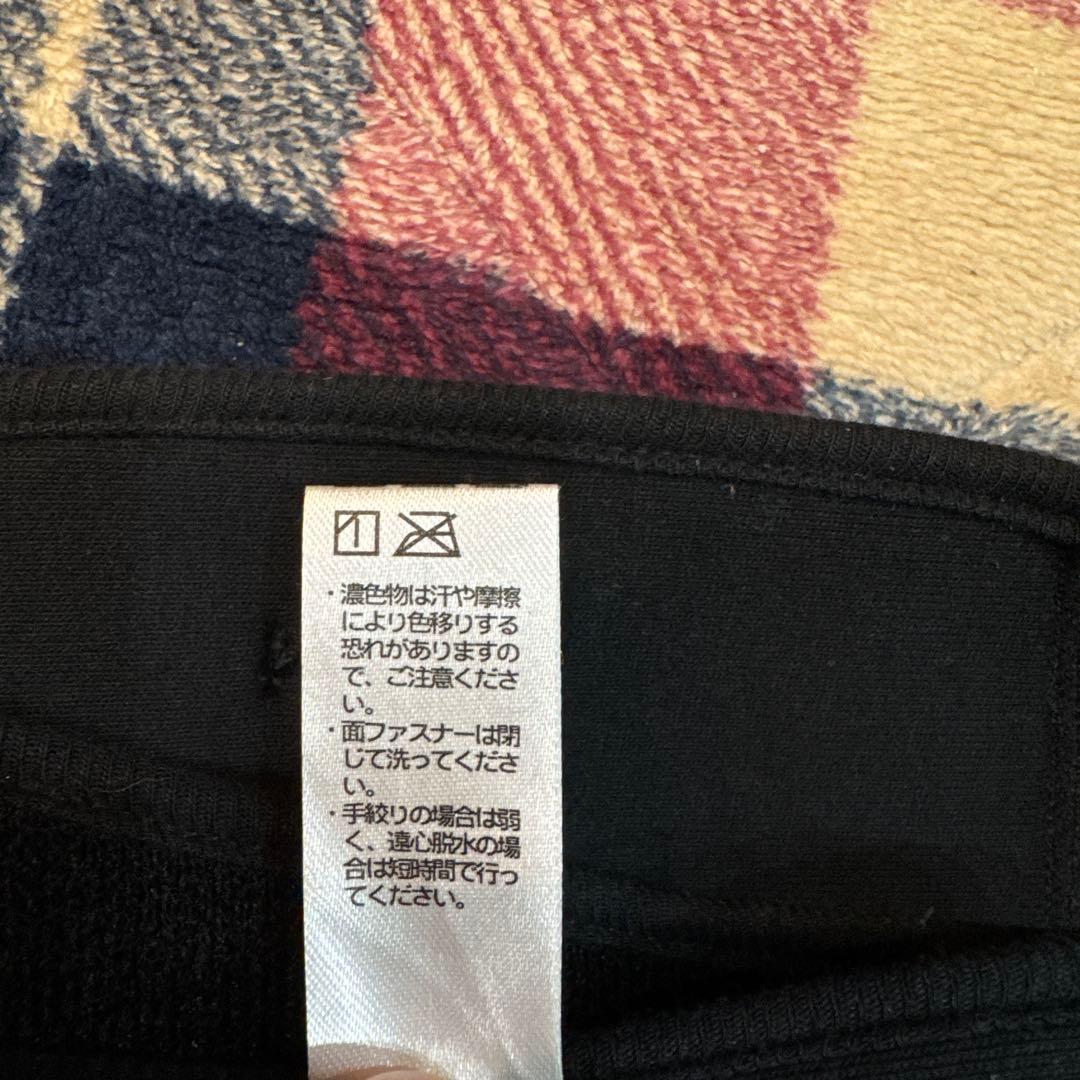 ・濃色物は汗や摩擦
により色移りする
恐れがありますの
で、ご注意くださ
い。
・面ファスナーは閉
じて洗ってくださ
い。
・手絞りの場合は弱
く、遠心脱水の場
合は短時間で行っ
てください。